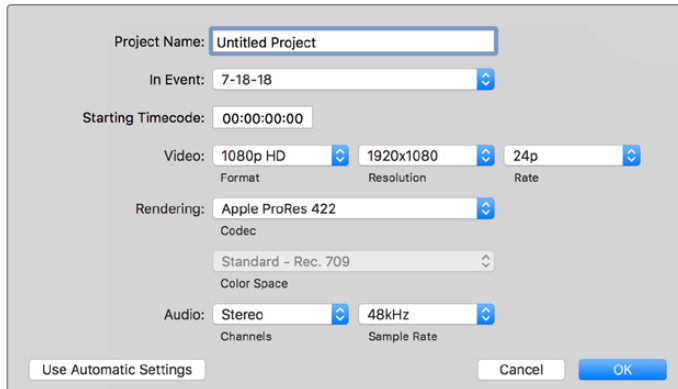 Project Name: Untitled Project
In Event: 7-18-18
Starting Timecode: 00:00:00:00
Video: 1080p HD 1920x1080 24p
Format Resolution Rate
Rendering: Apple ProRes 422
Codec
Standard - Rec. 709
Color Space
Audio: Stereo 48kHz
Channels Sample Rate
Use Automatic Settings Cancel OK